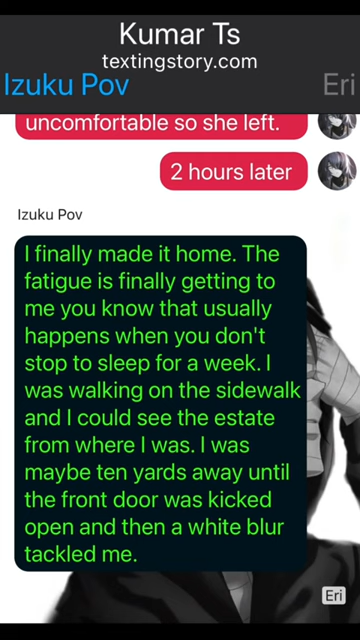 Kumar Ts
textingstory.com
Izuku Pov
Eri
uncomfortable so she left.
2 hours later
Izuku Pov
I finally made it home. The
fatigue is finally getting to
me you know that usually
happens when you don't
stop to sleep for a week. I
was walking on the sidewalk
and I could see the estate
from where I was. I was
maybe ten yards away until
the front door was kicked
open and then a white blur
tackled me.
Eri